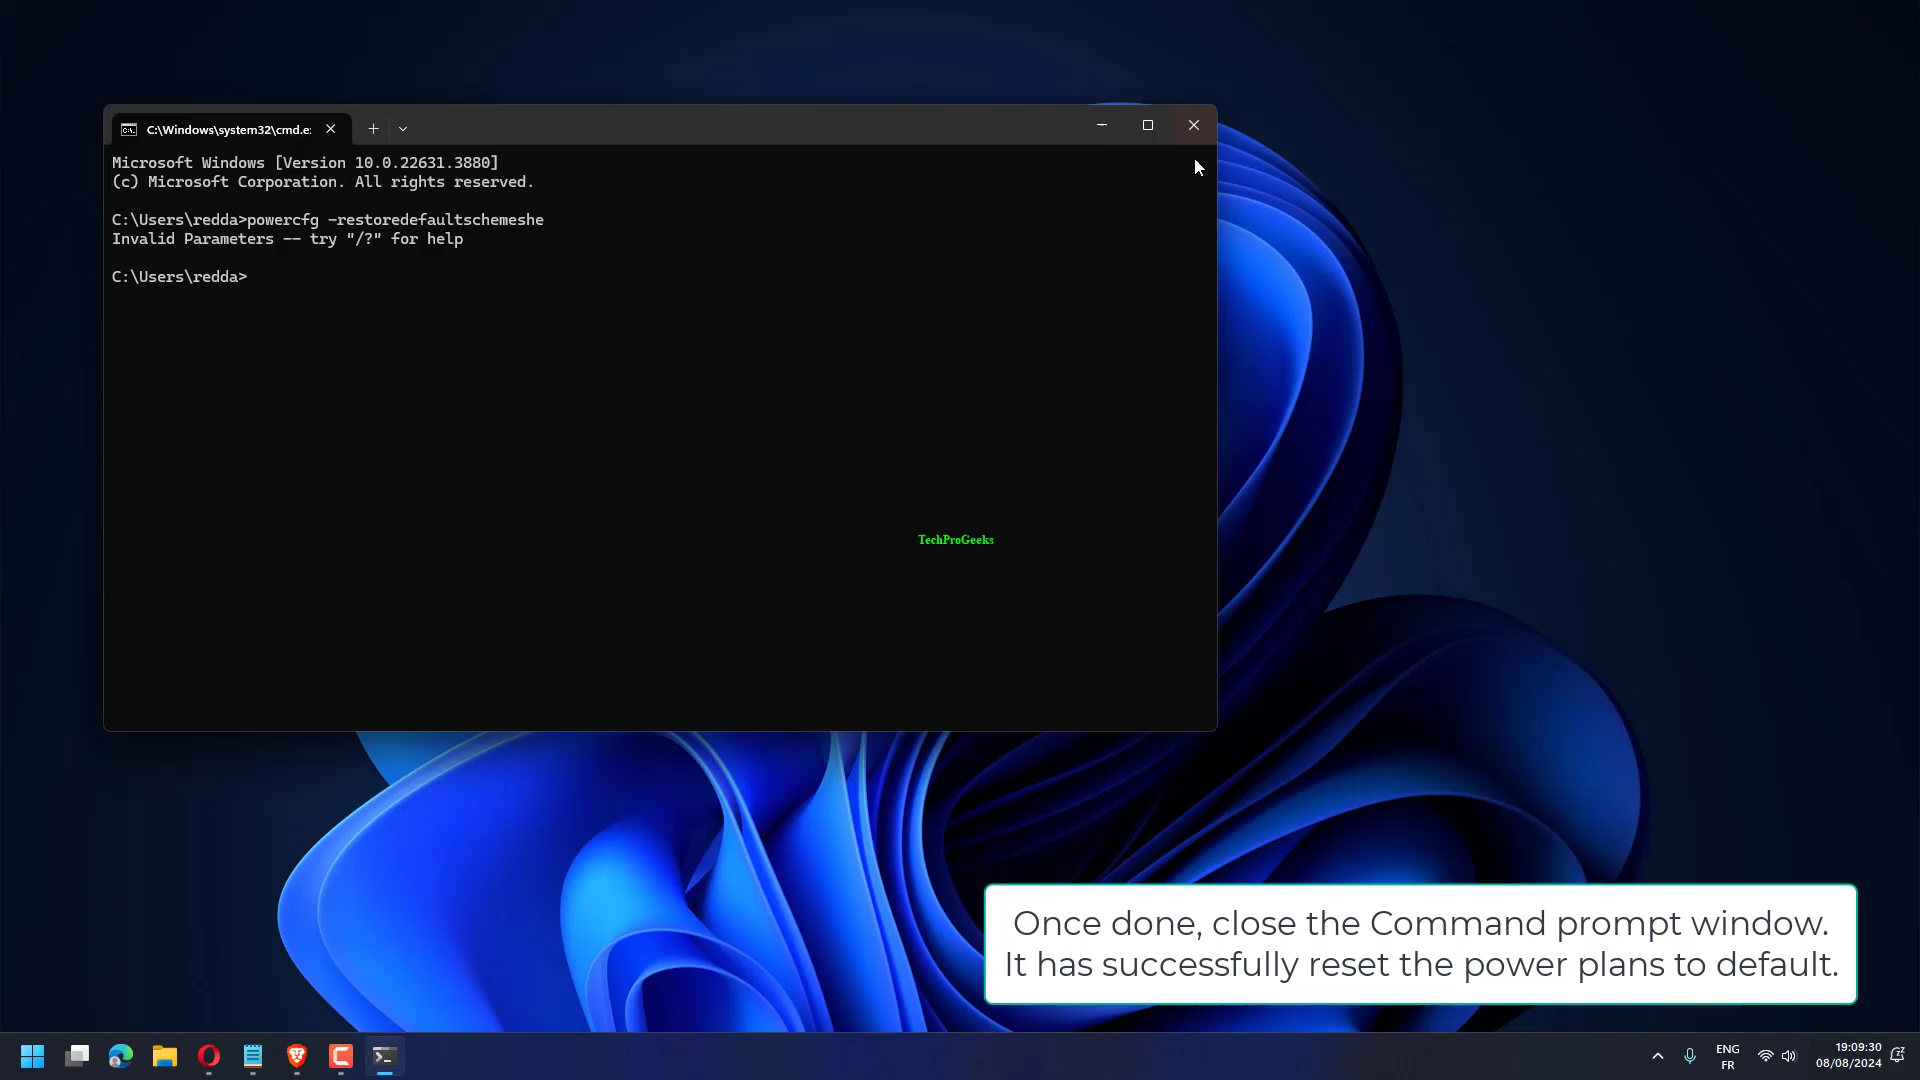 C:\Windows\system32\cmd.e:
Microsoft Windows [Version 10.0.22631.3880]
(c) Microsoft Corporation. All rights reserved.
C:\Users\redda>powercfg -restoredefaultschemeshe
Invalid Parameters -- try "/?" for help
C:\Users\redda>
TechProGeeks
Once done, close the Command prompt window.
It has successfully reset the power plans to default.
ENG
FR
19:09:30
08/08/2024